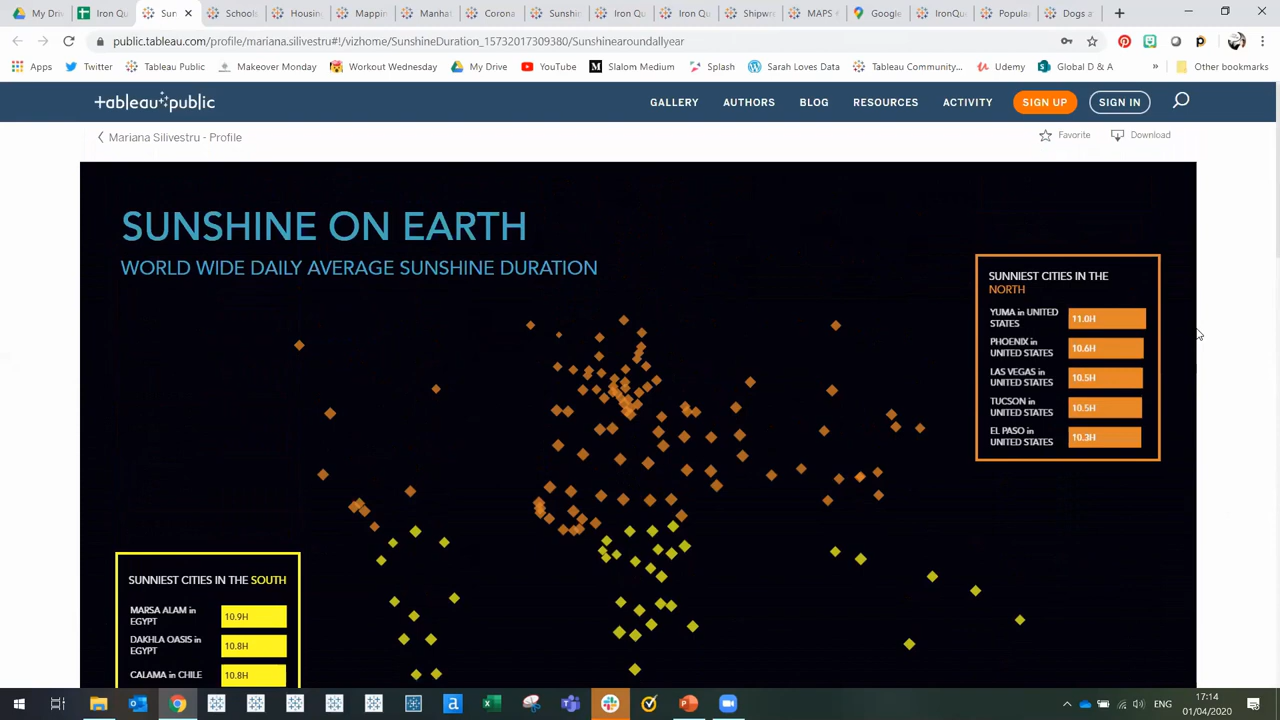 My Dri
Iron Qu
Sun
Schools
Housin
Mappin
Manhat
Corone
Sunshin
Iron Qu
Iron Qu
Shipwre
MAPS
Google
IronQu
Popula
Dogs a
public.tableau.com/profile/mariana.silivestru#!/vizhome/SunshineDuration_15732017309380/Sunshinearoundallyear
Apps
Twitter
Tableau Public
Makeover Monday
Workout Wednesday
My Drive
YouTube
Slalom Medium
Splash
Sarah Loves Data
Tableau Community...
Udemy
Global D & A
»
Other bookmarks
+ableau+public
GALLERY
AUTHORS
BLOG
RESOURCES
ACTIVITY
SIGN UP
SIGN IN
Mariana Silivestru - Profile
Favorite
Download
SUNSHINE ON EARTH
WORLD WIDE DAILY AVERAGE SUNSHINE DURATION
SUNNIEST CITIES IN THE
NORTH
YUMA in UNITED
STATES
11.0H
PHOENIX in
UNITED STATES
10.6H
LAS VEGAS in
UNITED STATES
10.5H
TUCSON in
UNITED STATES
10.5H
EL PASO in
UNITED STATES
10.3H
SUNNIEST CITIES IN THE SOUTH
MARSA ALAM in
EGYPT
10.9H
DAKHLA OASIS in
EGYPT
10.8H
CALAMA in CHILE
10.8H
ENG
17:14
01/04/2020